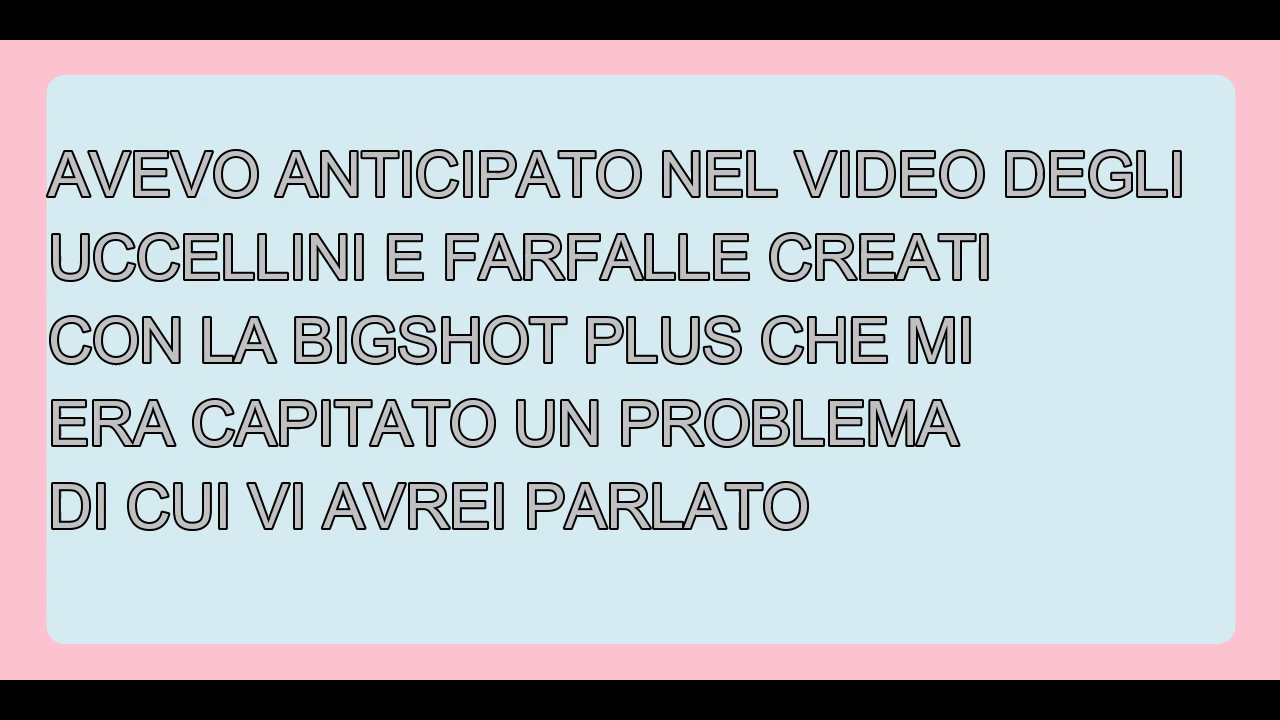 AVEVO ANTICIPATO NEL VIDEO DEGLI
UCCELLINI E FARFALLE CREATI
CON LA BIGSHOT PLUS CHE MI
ERA CAPITATO UN PROBLEMA
DI CUI VI AVREI PARLATO